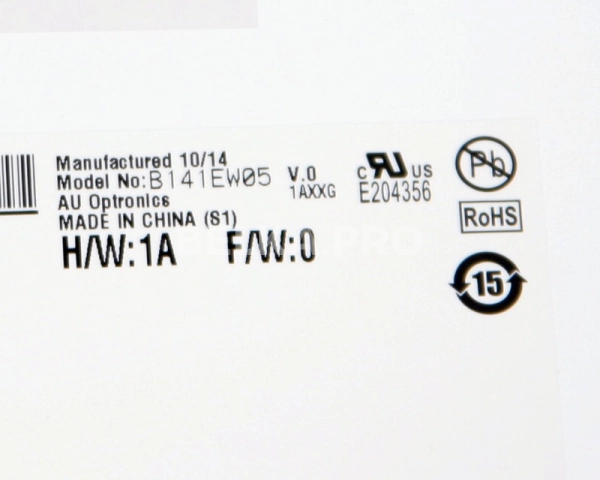 Manufactured 10/14
Model No:B141EW05 V.0
1AXXG
AU Optronics
MADE IN CHINA (S1)
H/W:1A F/W:0
c RU US
E204356
Pb
RoHS
15